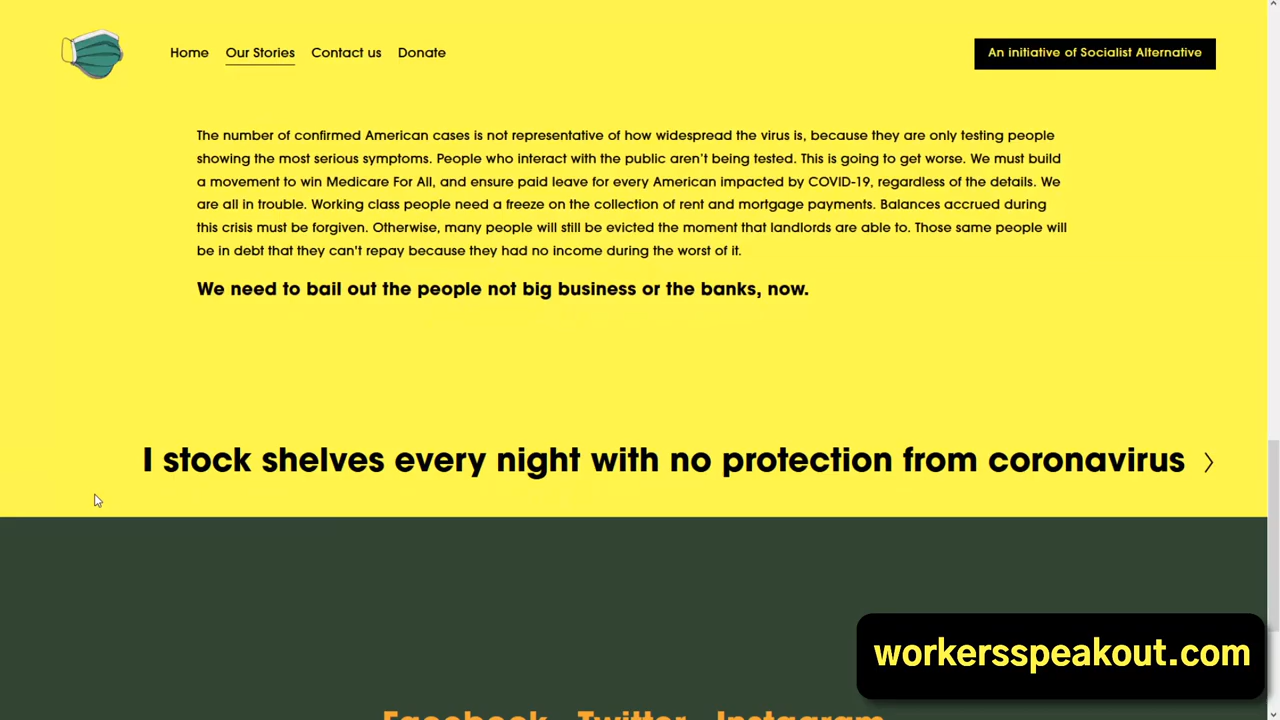 Home Our Stories Contact us Donate
An initiative of Socialist Alternative
The number of confirmed American cases is not representative of how widespread the virus is, because they are only testing people
showing the most serious symptoms. People who interact with the public aren't being tested. This is going to get worse. We must build
a movement to win Medicare For All, and ensure paid leave for every American impacted by COVID-19, regardless of the details. We
are all in trouble. Working class people need a freeze on the collection of rent and mortgage payments. Balances accrued during
this crisis must be forgiven. Otherwise, many people will still be evicted the moment that landlords are able to. Those same people will
be in debt that they can't repay because they had no income during the worst of it.
We need to bail out the people not big business or the banks, now.
I stock shelves every night with no protection from coronavirus
workersspeakout.com
Facebook Twitter Instagram